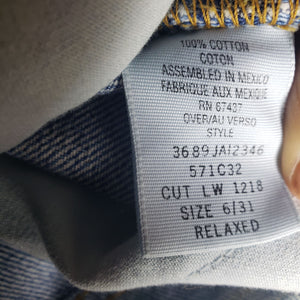 100% COTTON
COTON
ASSEMBLED IN MEXICO
FABRIQUE AUX MEXIQUE
RN 67437
OVER/AU VERSO
STYLE
3689JAI2346
571C32
CUT LW 1218
SIZE 6/31
RELAXED